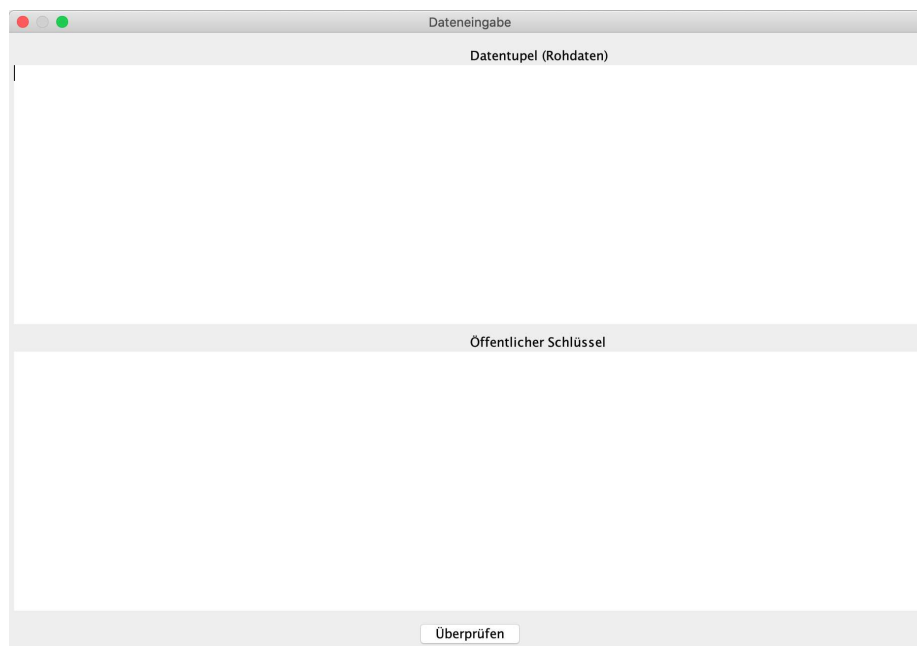 Dateneingabe
Datentupel (Rohdaten)
Öffentlicher Schlüssel
Überprüfen